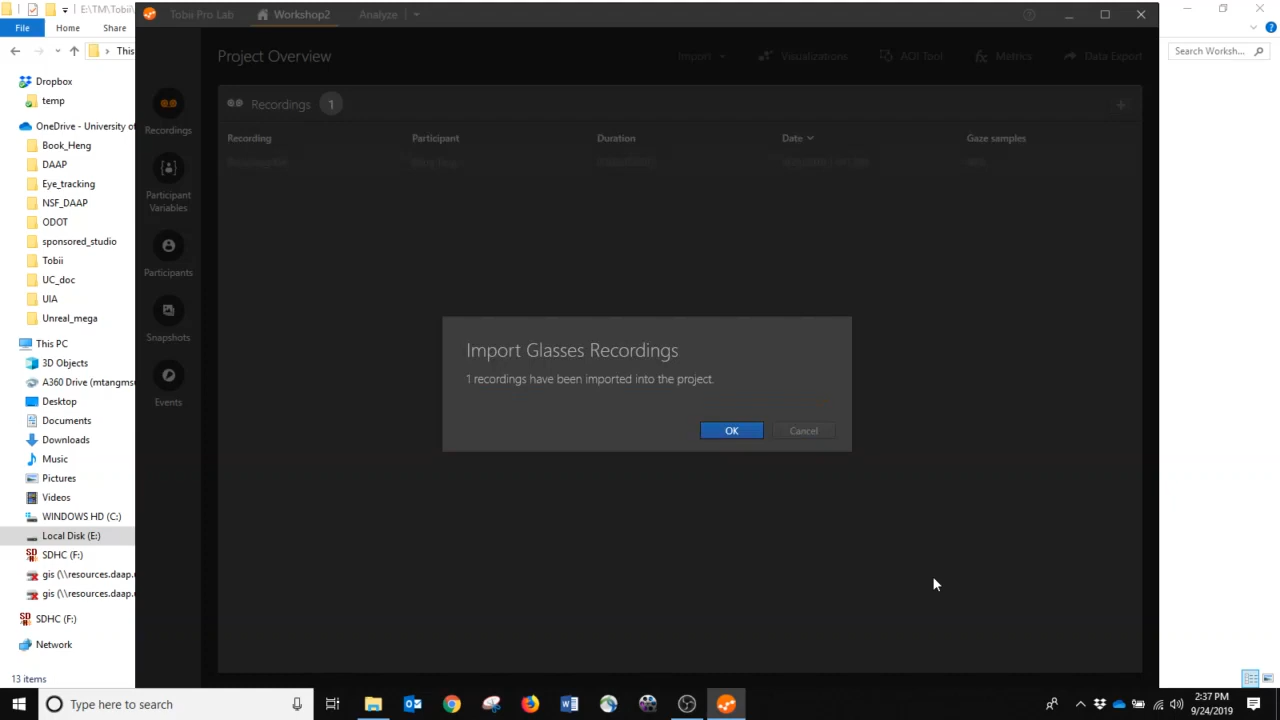 E:\TM\Tobii\
File
Home
Share
This
Search Worksh...
Dropbox
temp
OneDrive - University of
Book_Heng
DAAP
Eye_tracking
NSF_DAAP
ODOT
sponsored_studio
Tobii
UC_doc
UIA
Unreal_mega
This PC
3D Objects
A360 Drive (mtangmsu
Desktop
Documents
Downloads
Music
Pictures
Videos
WINDOWS HD (C:)
Local Disk (E:)
SDHC (F:)
gis (\\resources.daap.u
gis (\\resources.daap.u
SDHC (F:)
Network
13 items
Tobii Pro Lab
Workshop2
Analyze
Project Overview
Import
Visualizations
AOI Tool
Metrics
Data Export
Recordings
Participant
Variables
Participants
Snapshots
Events
Recordings 1
Recording
Participant
Duration
Date
Gaze samples
Import Glasses Recordings
1 recordings have been imported into the project.
OK
Cancel
Type here to search
2:37 PM
9/24/2019